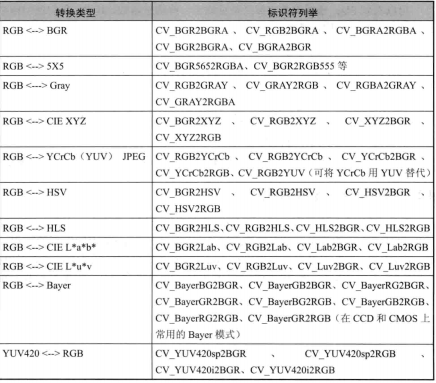 转换类型 标识符列举
RGB <--> BGR CV_BGR2BGRA 、 CV_RGB2BGRA 、 CV_BGRA2RGBA 、
CV_BGR2BGRA、CV_BGRA2BGR
RGB <--> 5X5 CV_BGR5652RGBA、CV_BGR2RGB555 等
RGB <---> Gray CV_RGB2GRAY 、 CV_GRAY2RGB 、 CV_RGBA2GRAY 、
CV_GRAY2RGBA
RGB <--> CIE XYZ CV_BGR2XYZ 、 CV_RGB2XYZ 、 CV_XYZ2BGR 、
CV_XYZ2RGB
RGB <--> YCrCb（YUV） JPEG CV_RGB2YCrCb 、 CV_RGB2YCrCb 、 CV_YCrCb2BGR 、
CV_YCrCb2RGB、CV_RGB2YUV（可将 YCrCb 用 YUV 替代）
RGB <--> HSV CV_BGR2HSV 、 CV_RGB2HSV 、 CV_HSV2BGR 、
CV_HSV2RGB
RGB <--> HLS CV_BGR2HLS、CV_RGB2HLS、CV_HLS2BGR、CV_HLS2RGB
RGB <--> CIE L*a*b* CV_BGR2Lab、CV_RGB2Lab、CV_Lab2BGR、CV_Lab2RGB
RGB <--> CIE L*u*v CV_BGR2Luv、CV_RGB2Luv、CV_Luv2BGR、CV_Luv2RGB
RGB <--> Bayer CV_BayerBG2BGR、CV_BayerGB2BGR、CV_BayerRG2BGR、
CV_BayerGR2BGR、CV_BayerBG2RGB、CV_BayerGB2RGB、
CV_BayerRG2RGB、CV_BayerGR2RGB（在 CCD 和 CMOS 上
常用的 Bayer 模式）
YUV420 <--> RGB CV_YUV420sp2BGR 、 CV_YUV420sp2RGB 、
CV_YUV420i2BGR、CV_YUV420i2RGB